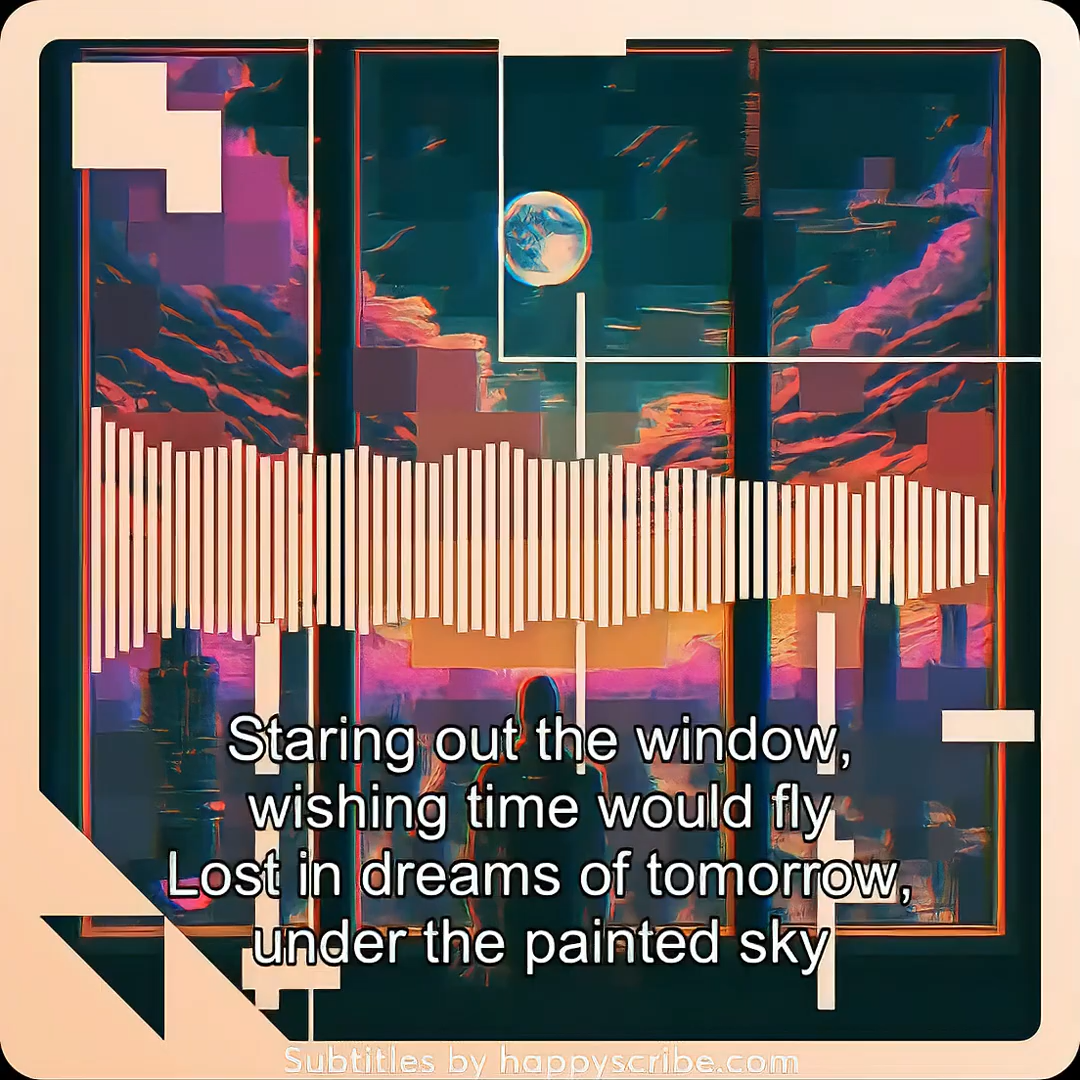 Staring out the window,
wishing time would fly
Lost in dreams of tomorrow,
under the painted sky
Subtitles by happyscribe.com